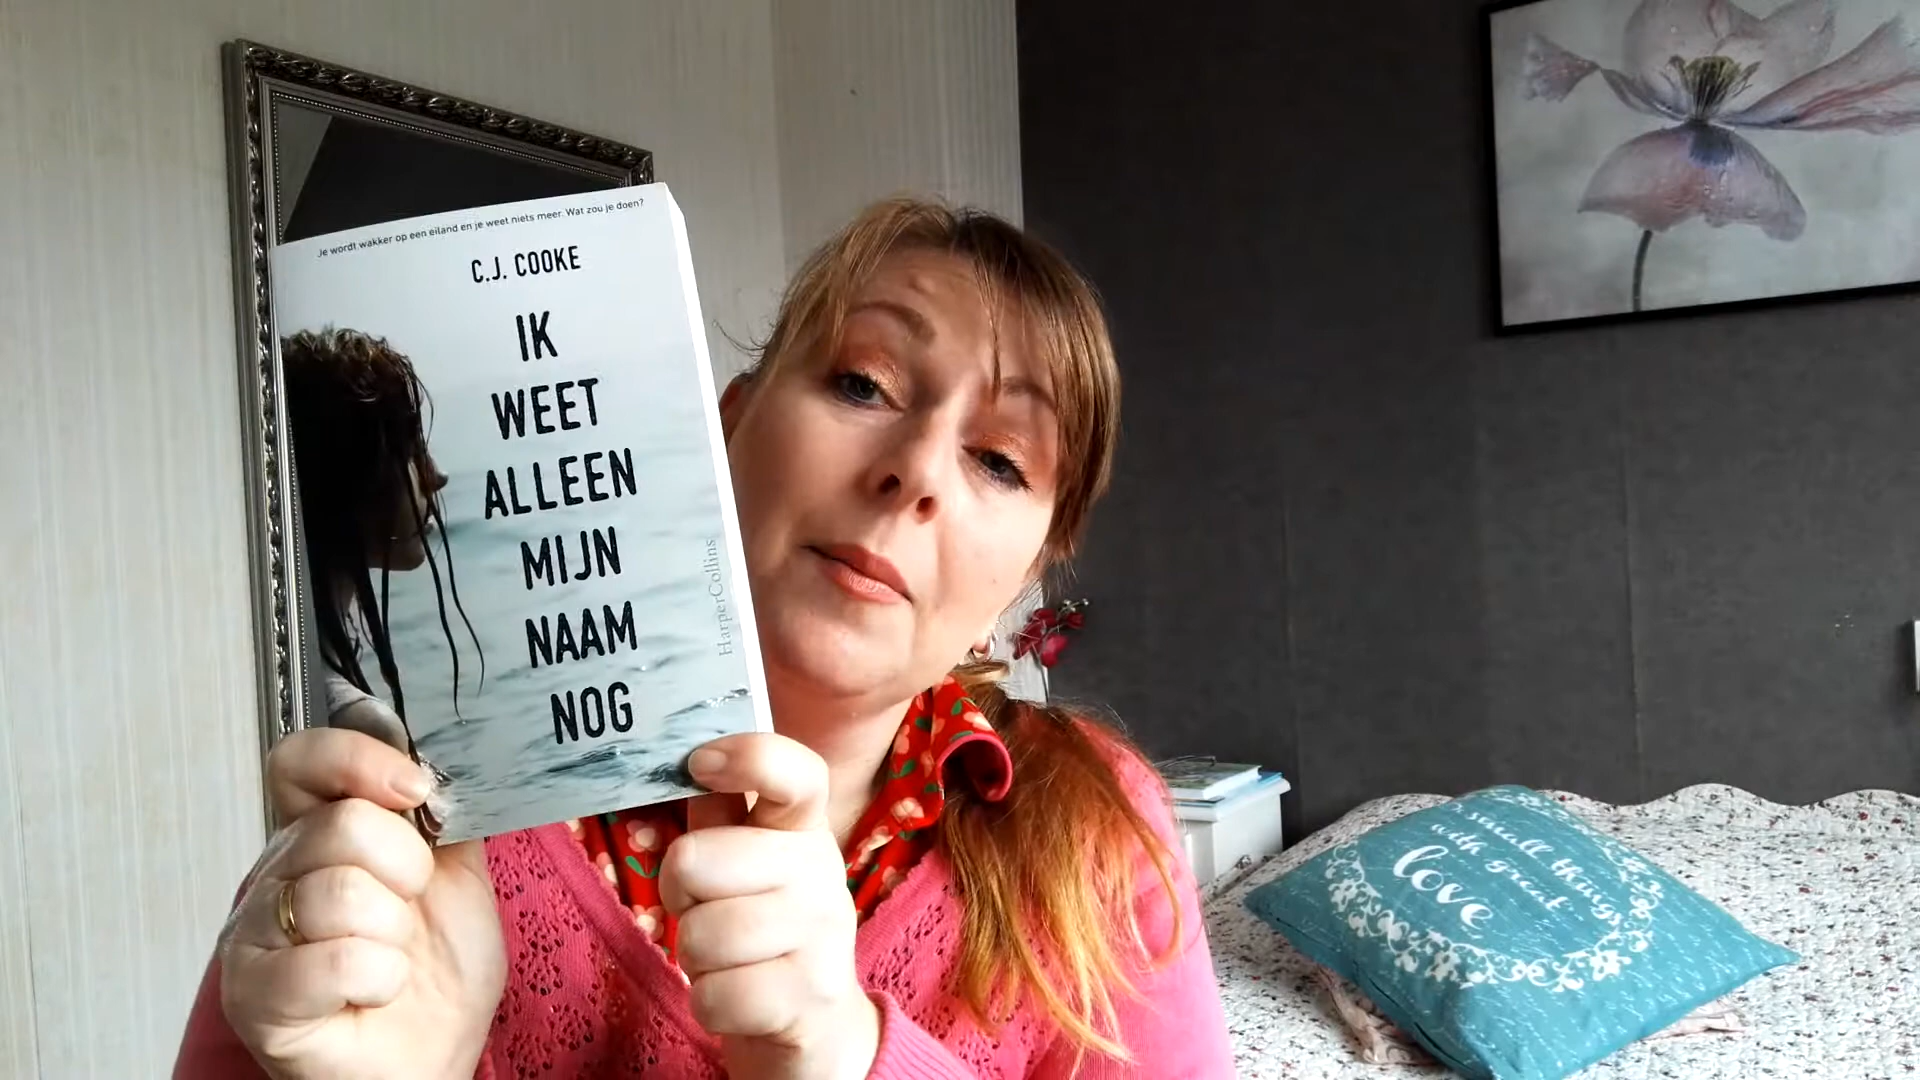 Je wordt wakker op een eiland en je weet niets meer. Wat zou je doen?
C.J. COOKE
IK
WEET
ALLEEN
MIJN
NAAM
NOG
HarperCollins
small things
with great
love